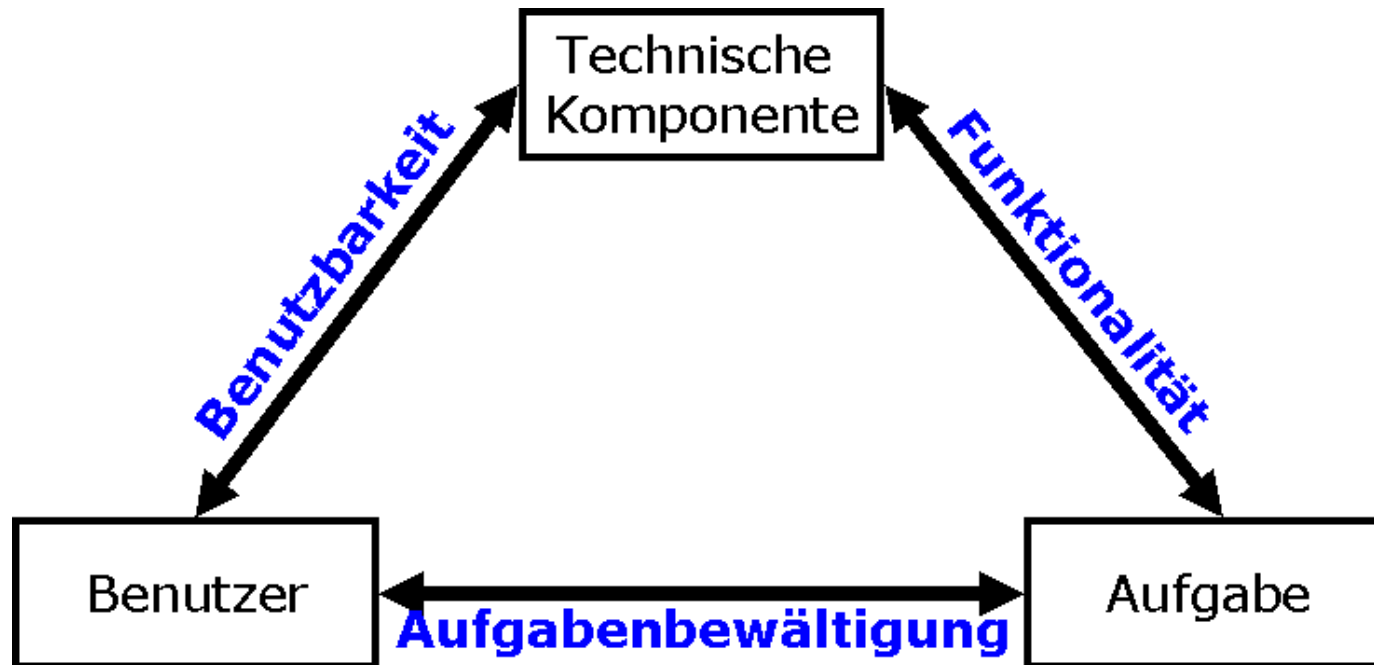 Technische
Komponente
Benutzbarkeit
Funktionalität
Benutzer
Aufgabenbewältigung
Aufgabe